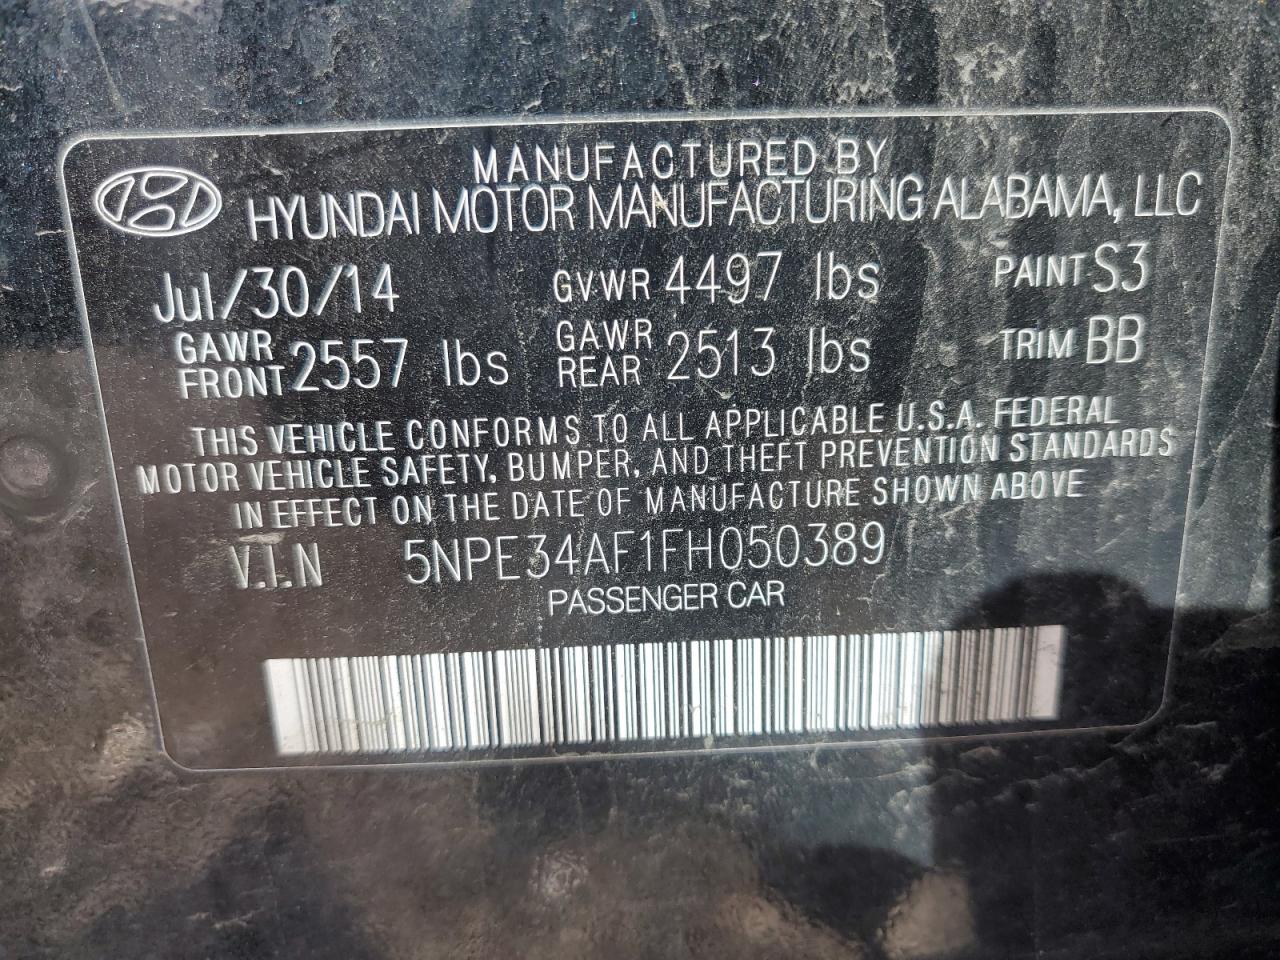 MANUFACTURED BY
HYUNDAI MOTOR MANUFACTURING ALABAMA, LLC
Jul/30/14 GVWR 4497 lbs PAINT S3
GAWR FRONT 2557 lbs GAWR REAR 2513 lbs TRIM BB
THIS VEHICLE CONFORMS TO ALL APPLICABLE U.S.A. FEDERAL
MOTOR VEHICLE SAFETY, BUMPER, AND THEFT PREVENTION STANDARDS
IN EFFECT ON THE DATE OF MANUFACTURE SHOWN ABOVE
V.I.N 5NPE34AF1FH050389
PASSENGER CAR